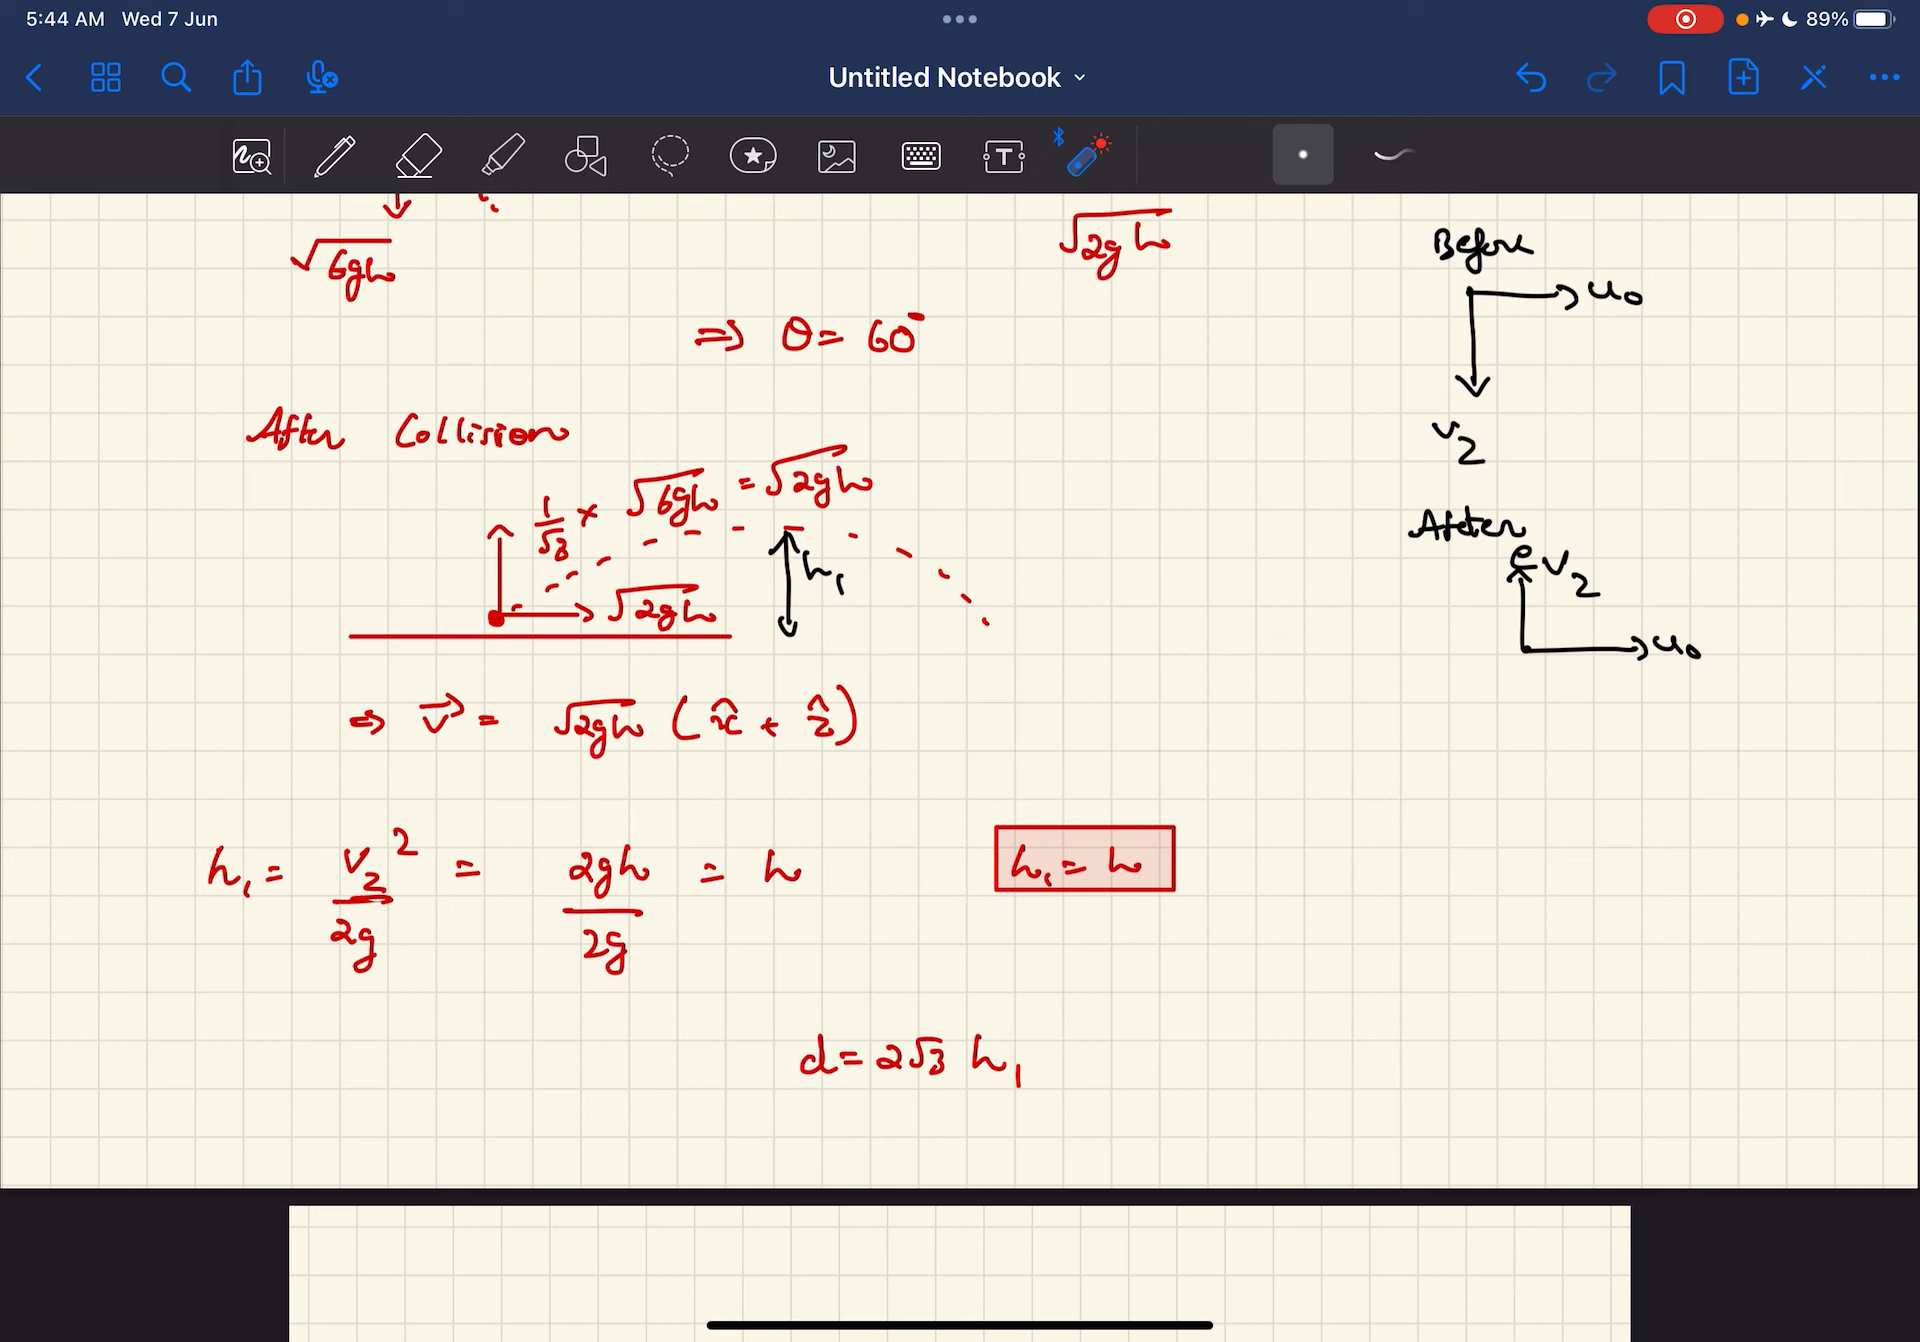 5:44 AM Wed 7 Jun
89%
Untitled Notebook
T
√6gh
√2gh
⇒ θ = 60°
Before
u₀
v₂
After Collision
1/√3 × √6gh = √2gh
h₁
√2gh
After
e v₂
u₀
⇒ v⃗ = √2gh (x̂ + ẑ)
h₁ = v₂²/2g = 2gh/2g = h
h₁ = h
d = 2√3 h₁